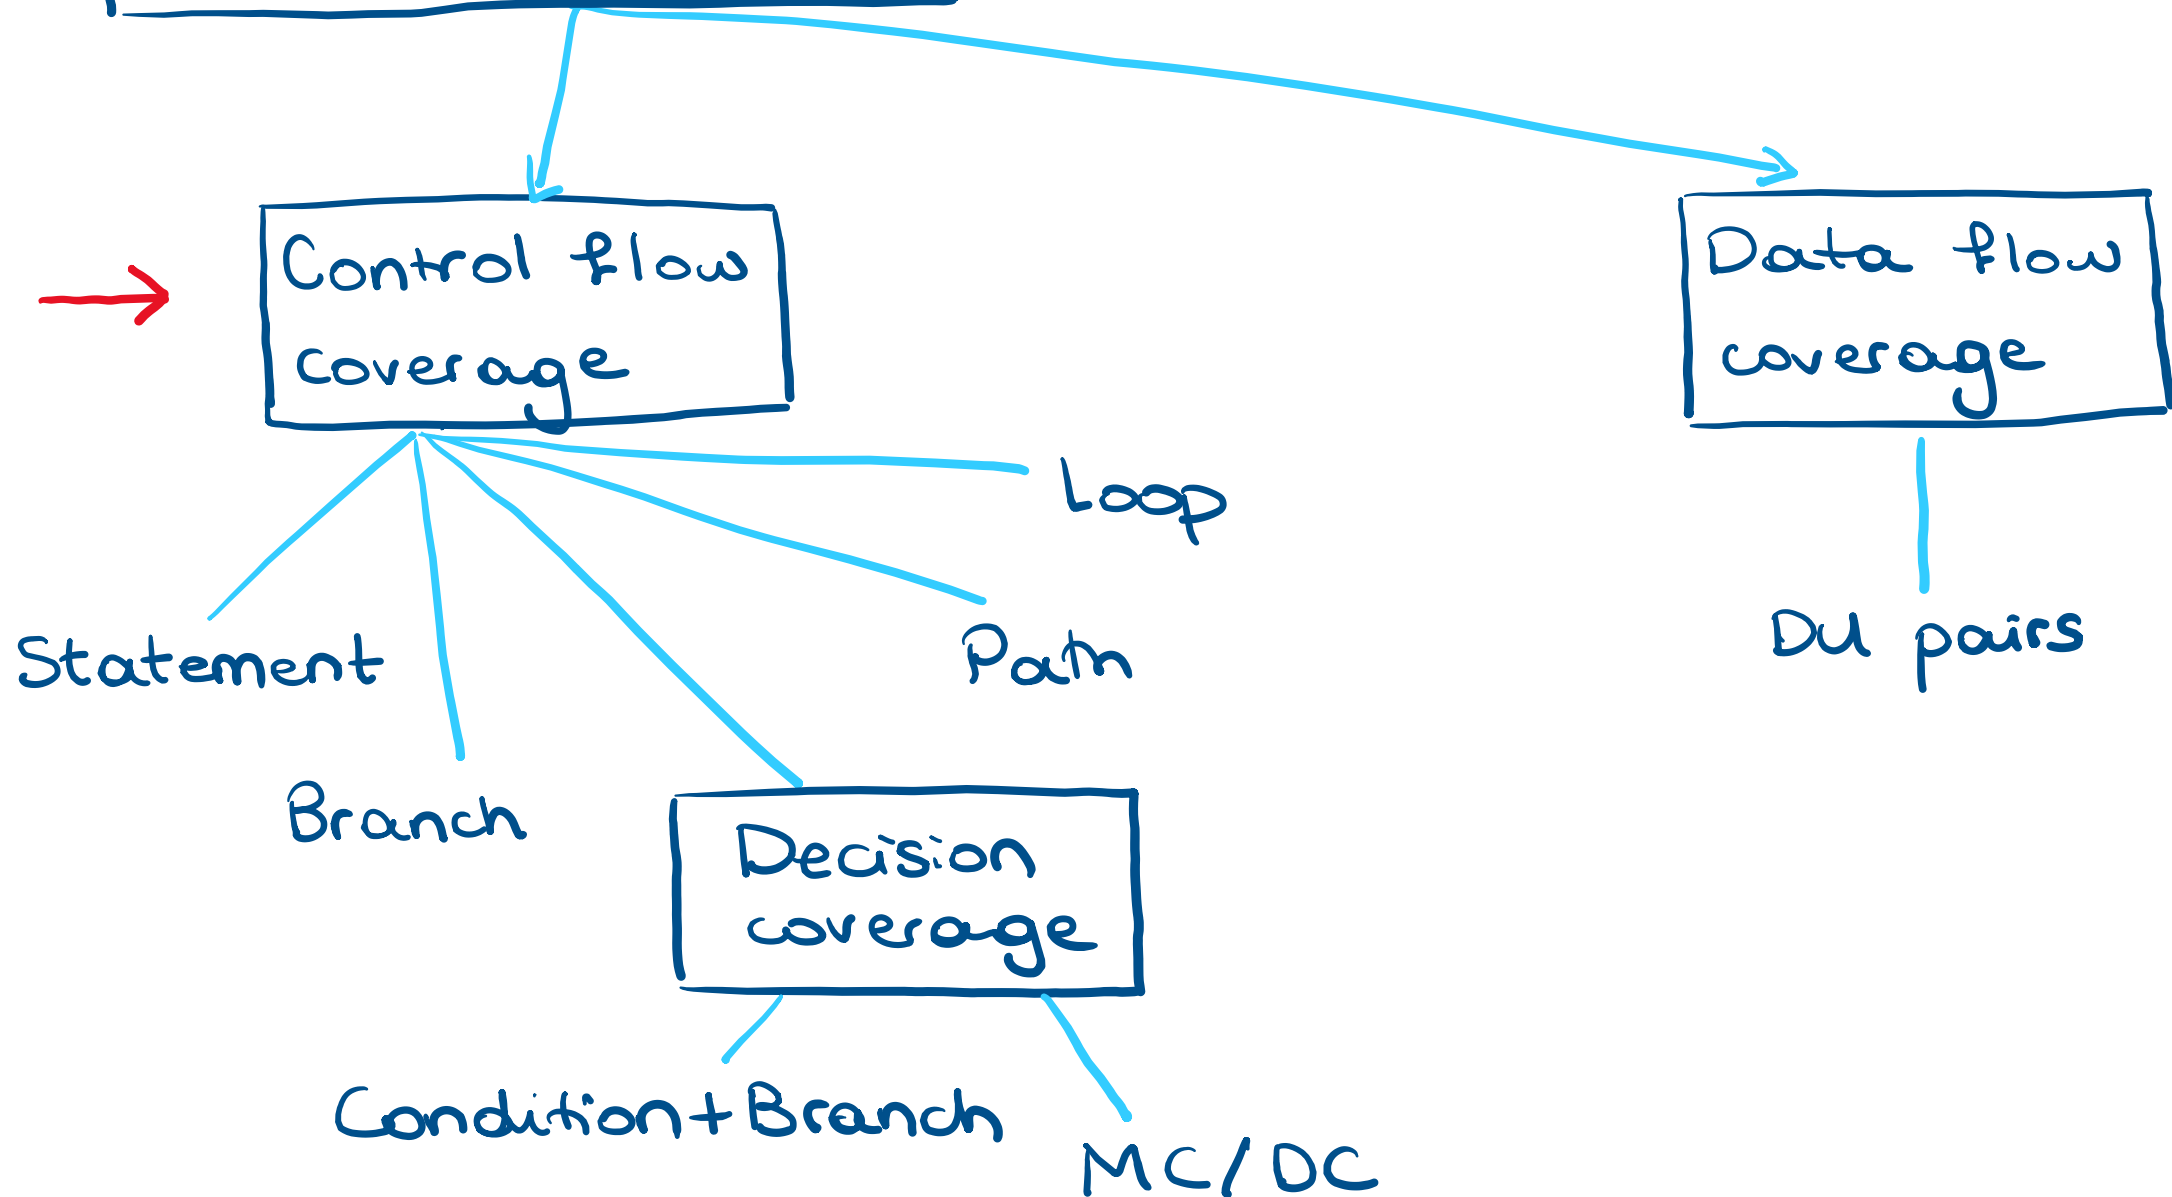 Control flow
coverage
Data flow
coverage
Loop
Path
Statement
DU pairs
Branch
Decision
coverage
Condition+Branch
MC/DC